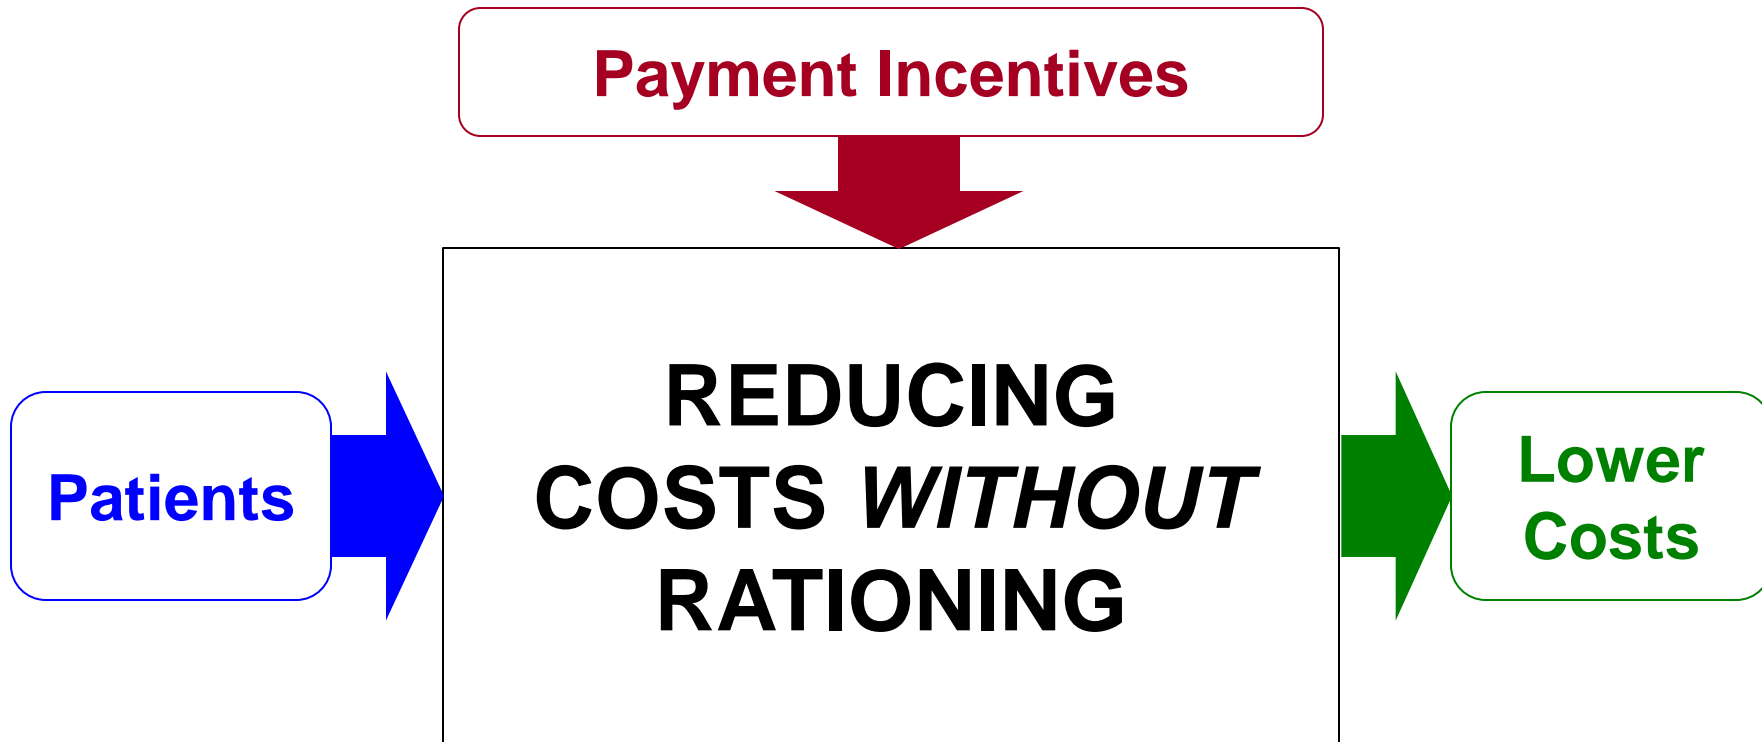 Payment Incentives
REDUCING
COSTS WITHOUT
RATIONING
Patients
Lower
Costs